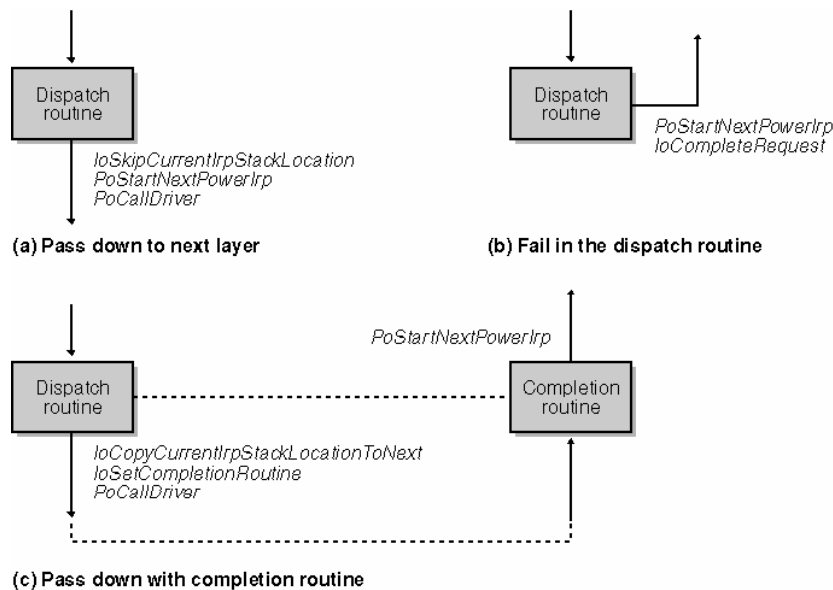 Dispatch
routine
IoSkipCurrentIrpStackLocation
PoStartNextPowerIrp
PoCallDriver
(a) Pass down to next layer
Dispatch
routine
PoStartNextPowerIrp
IoCompleteRequest
(b) Fail in the dispatch routine
Dispatch
routine
IoCopyCurrentIrpStackLocationToNext
IoSetCompletionRoutine
PoCallDriver
PoStartNextPowerIrp
Completion
routine
(c) Pass down with completion routine